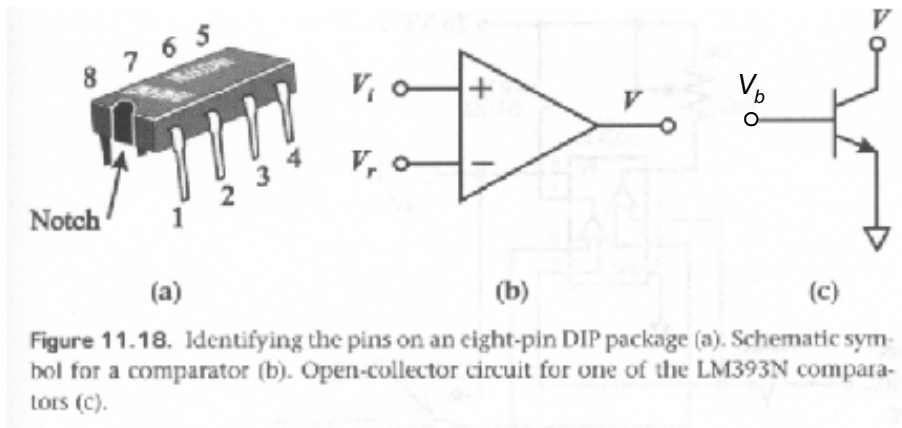 8 7 6 5
Notch
1 2 3 4
(a)
V_i
V_r
+
−
V
(b)
V_b
V
(c)
Figure 11.18. Identifying the pins on an eight-pin DIP package (a). Schematic sym-
bol for a comparator (b). Open-collector circuit for one of the LM393N compara-
tors (c).